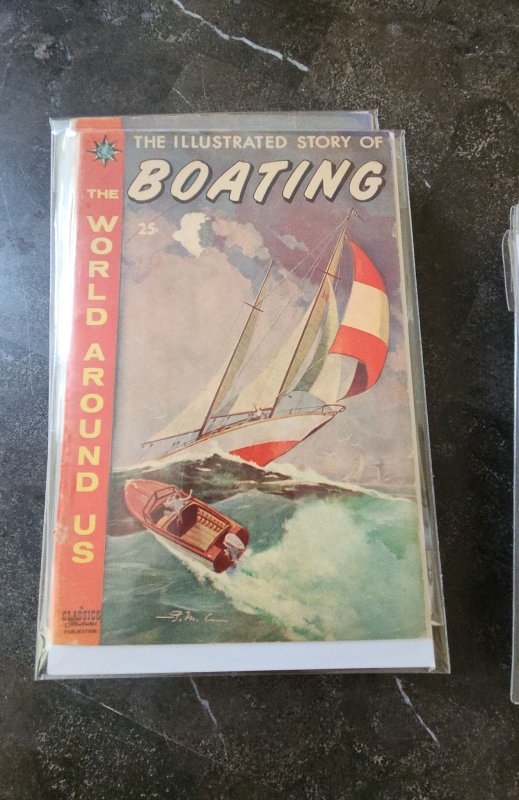 THE ILLUSTRATED STORY OF
BOATING
25¢
THE WORLD AROUND US
A
CLASSICS
Illustrated
PUBLICATION